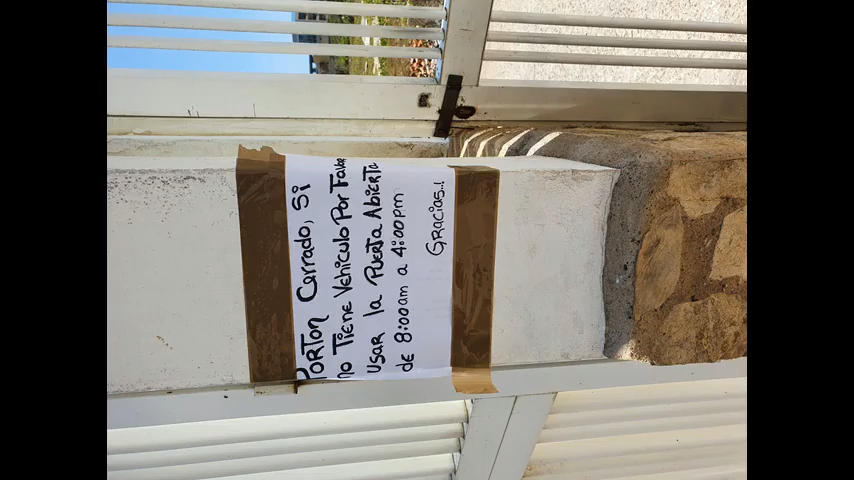 PORTON Cerrado, Si
no Tiene Vehiculo Por Favor
Usar la Puerta Abierta
de 8:00am a 4:00pm
Gracias..!